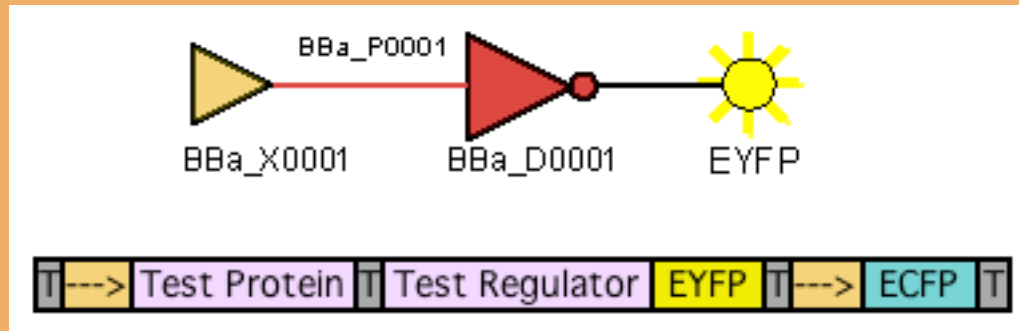 BBa_P0001
BBa_X0001 BBa_D0001 EYFP
T ---> Test Protein T Test Regulator EYFP T ---> ECFP T